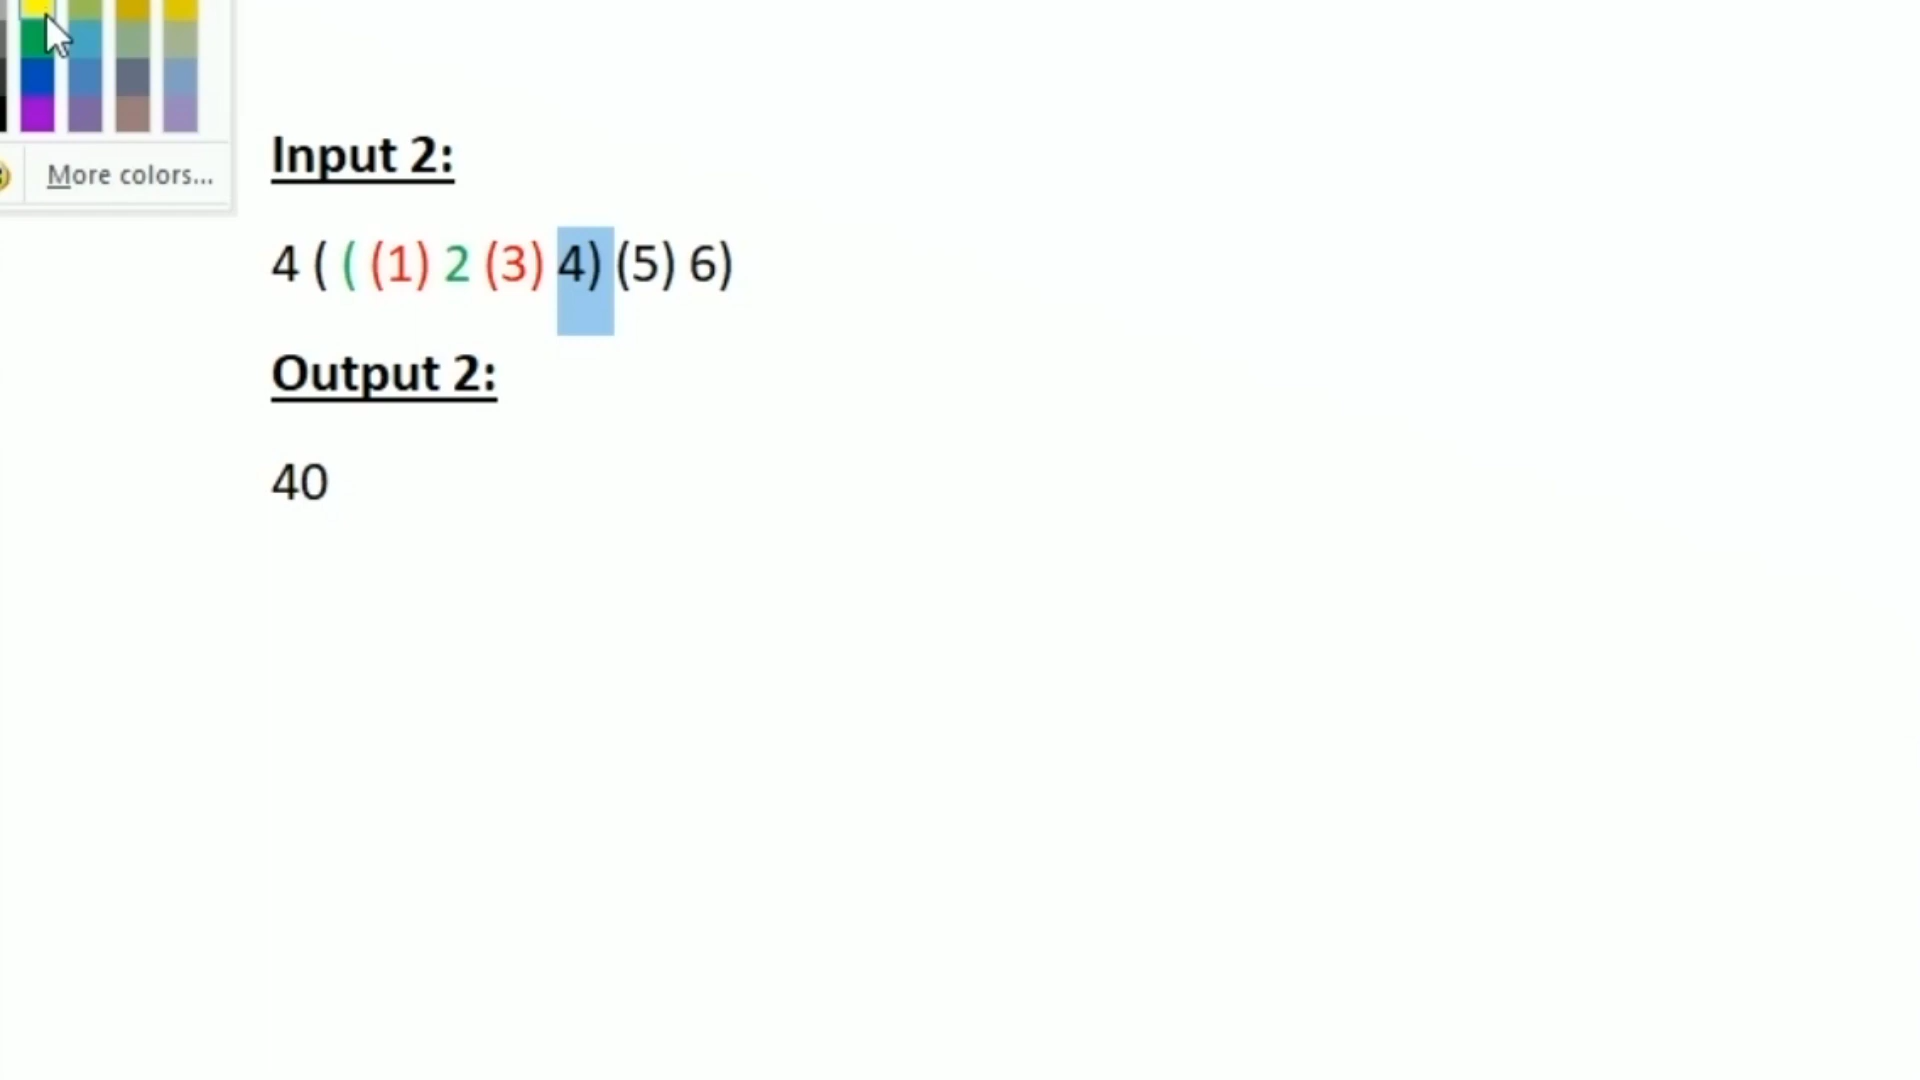 More colors...
Input 2:
4 ( ( (1) 2 (3) 4) (5) 6)
Output 2:
40